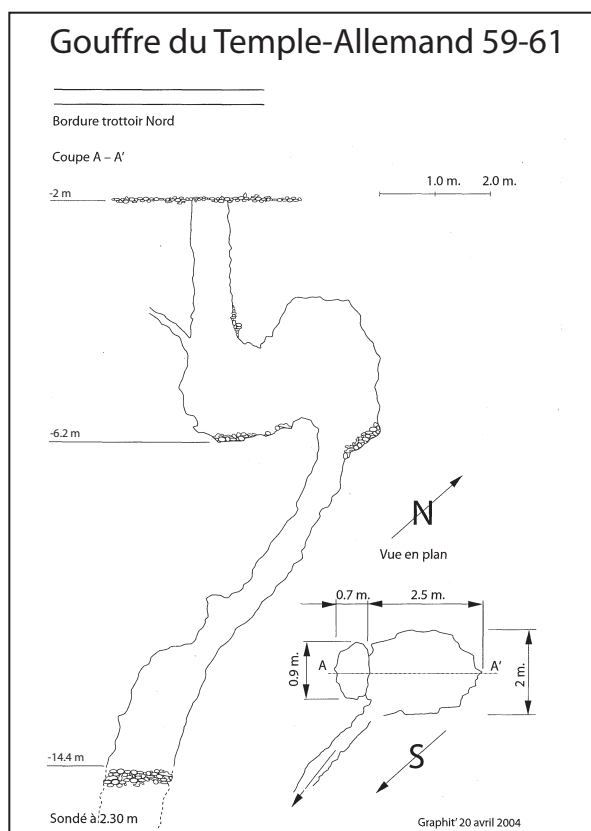 Gouffre du Temple-Allemand 59-61
Bordure trottoir Nord
Coupe A – A'
-2 m
1.0 m. 2.0 m.
-6.2 m
N
Vue en plan
0.7 m. 2.5 m.
0.9 m.
A A'
2 m.
S
-14.4 m
Sondé à 2.30 m
Graphit' 20 avril 2004